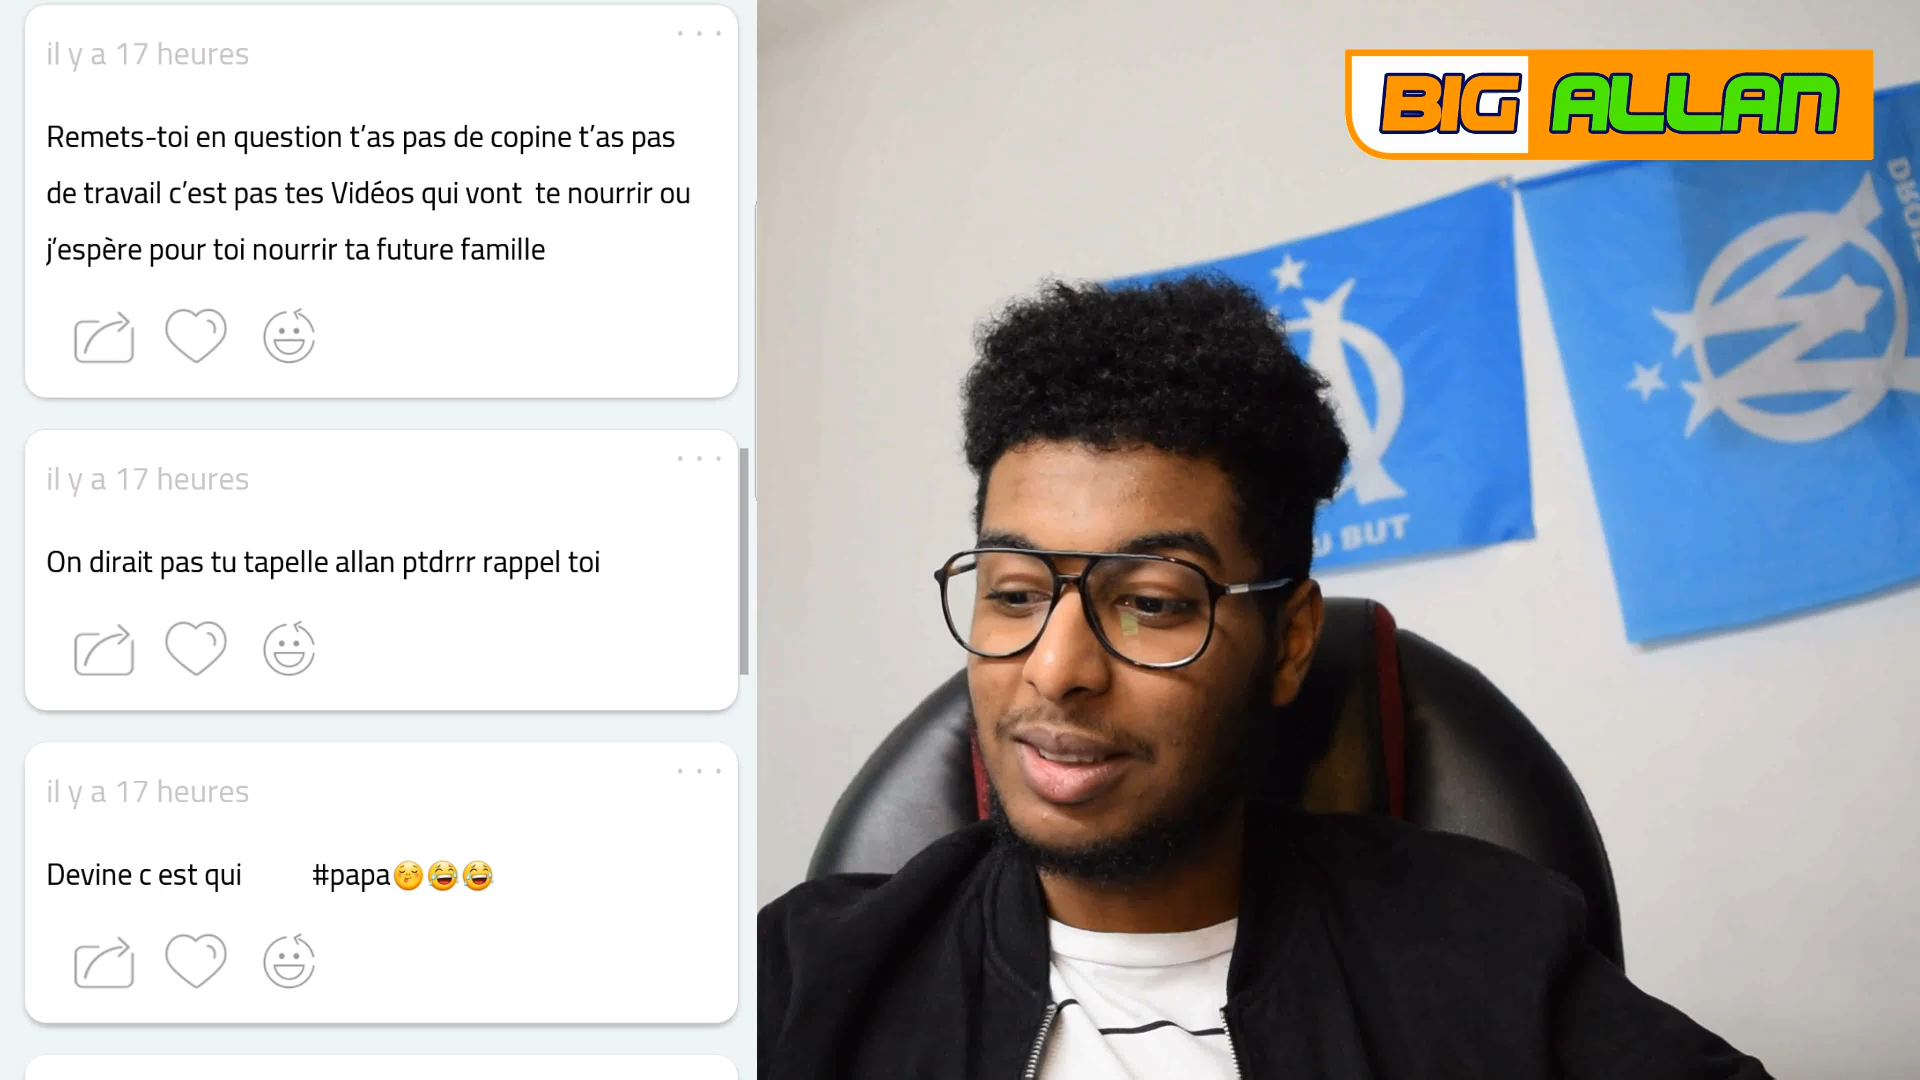 il y a 17 heures
Remets-toi en question t’as pas de copine t’as pas
de travail c’est pas tes Vidéos qui vont te nourrir ou
j’espère pour toi nourrir ta future famille
il y a 17 heures
On dirait pas tu tapelle allan ptdrrr rappel toi
il y a 17 heures
Devine c est qui #papa😚😂😂
BIG ALLAN
BUT